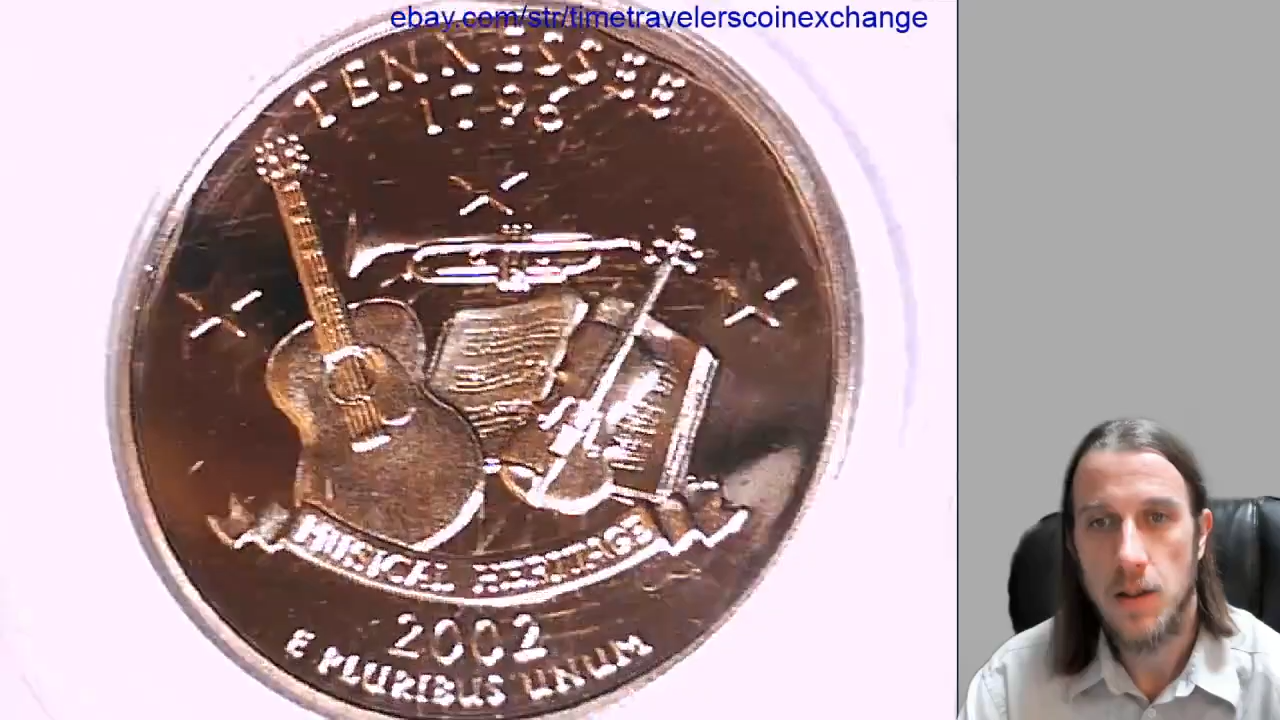 ebay.com/str/timetravelerscoinexchange
TENNESSEE
1796
MUSICAL HERITAGE
2002
E PLURIBUS UNUM